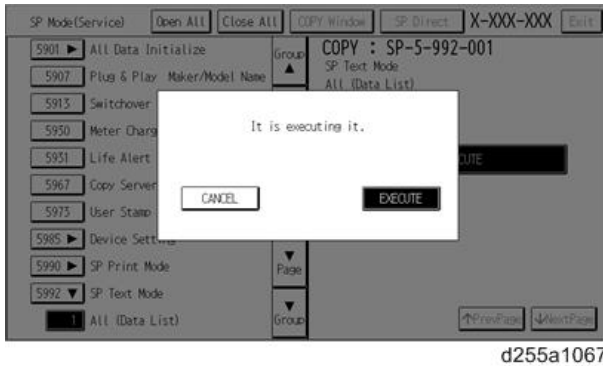 SP Mode(Service) Open All Close All COPY Window SP Direct X-XXX-XXX Exit
5901 ► All Data Initialize
5907 Plug & Play Maker/Model Name
5913 Switchover
5930 Meter Charg
5931 Life Alert
5967 Copy Server
5975 User Stamp
5985 ► Device Setting
5990 ► SP Print Mode
5992 ▼ SP Text Mode
1 All (Data List)
Group
▲
▼
Page
▼
Group
COPY : SP-5-992-001
SP Text Mode
All (Data List)
It is executing it.
CANCEL EXECUTE
CUTE
↑PrevPage ↓NextPage
d255a1067